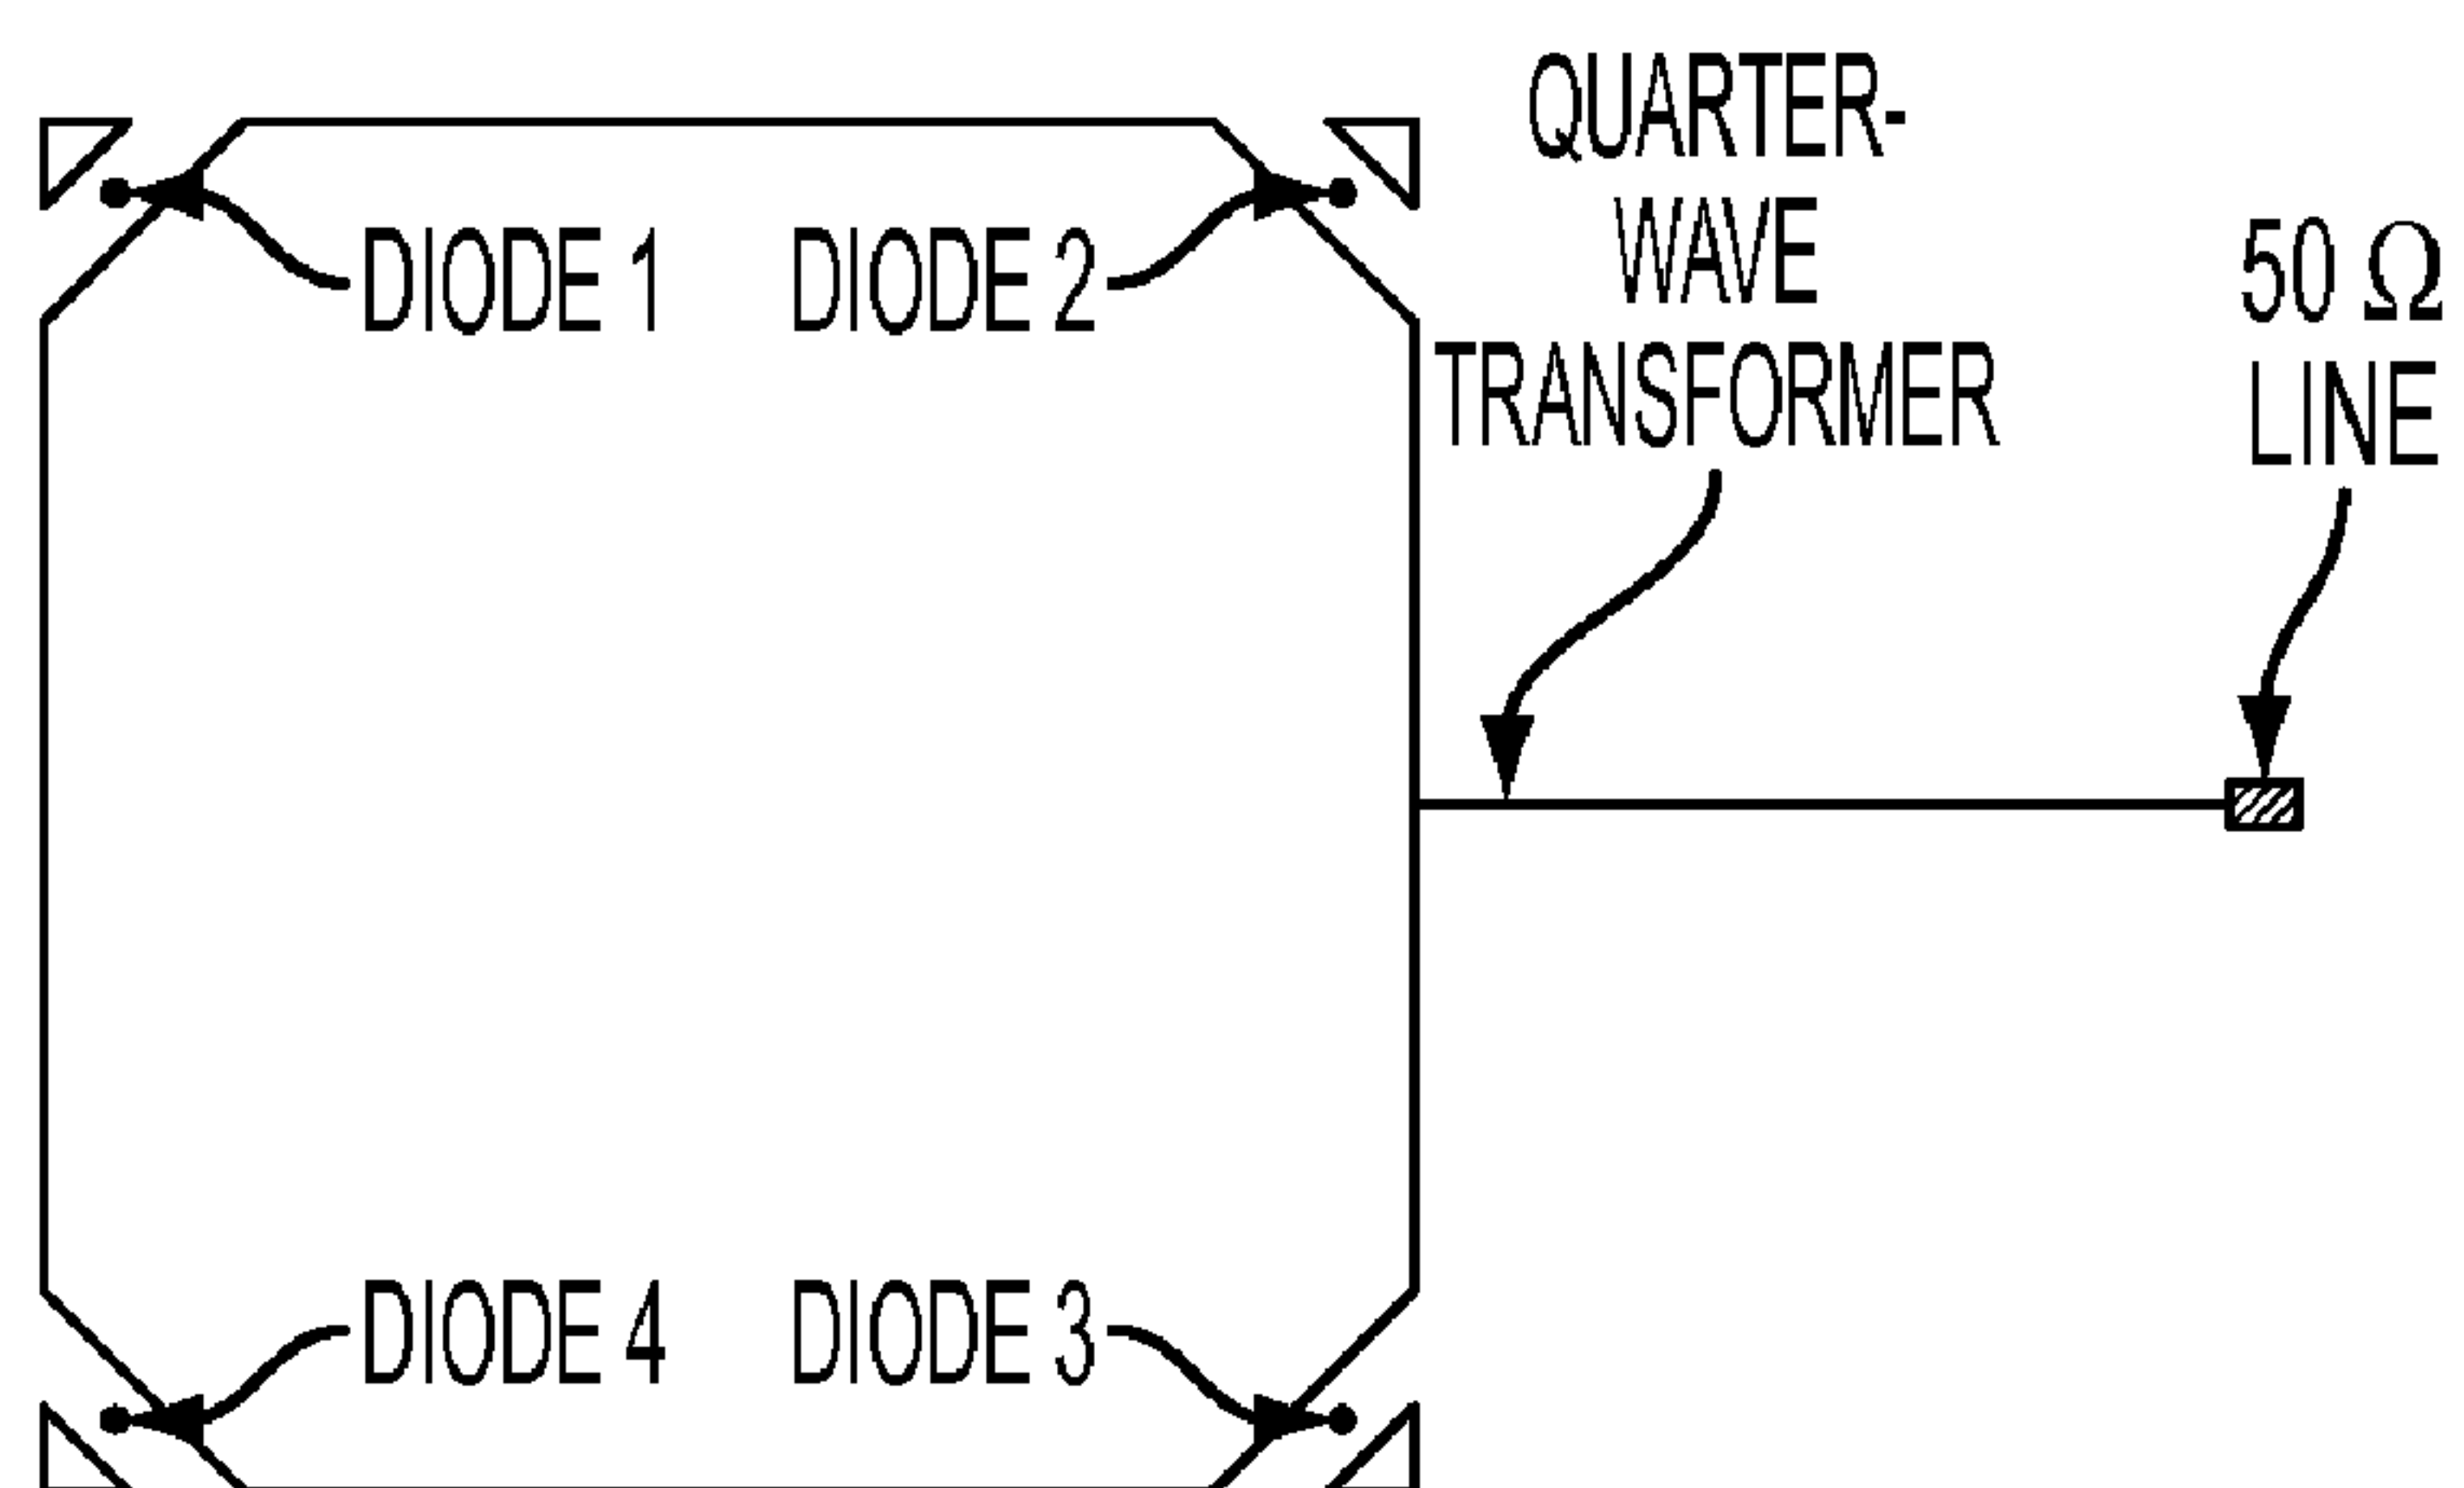 QUARTER-
WAVE
TRANSFORMER
50 Ω
LINE
DIODE 1
DIODE 2
DIODE 4
DIODE 3